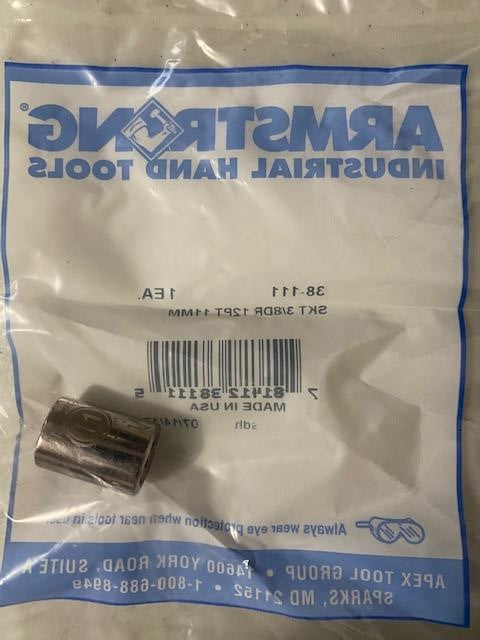 ARMSTRONG®
INDUSTRIAL HAND TOOLS
38-111 1 EA.
SKT 3/8DR 12PT 11MM
7 81412 38111 5
MADE IN USA
sdh
Always wear eye protection when near tools in use.
APEX TOOL GROUP • 14600 YORK ROAD, SUITE A
SPARKS, MD 21152 • 1-800-688-8949